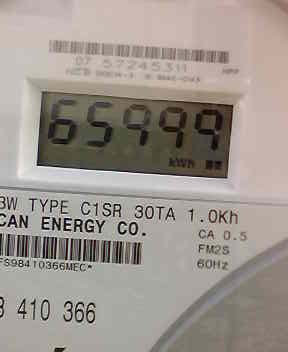 07 57245311
65999
kWh
3W TYPE C1SR 30TA 1.0Kh
CAN ENERGY CO.
CA 0.5
FM2S
FS98410366MEC*
60Hz
410 366